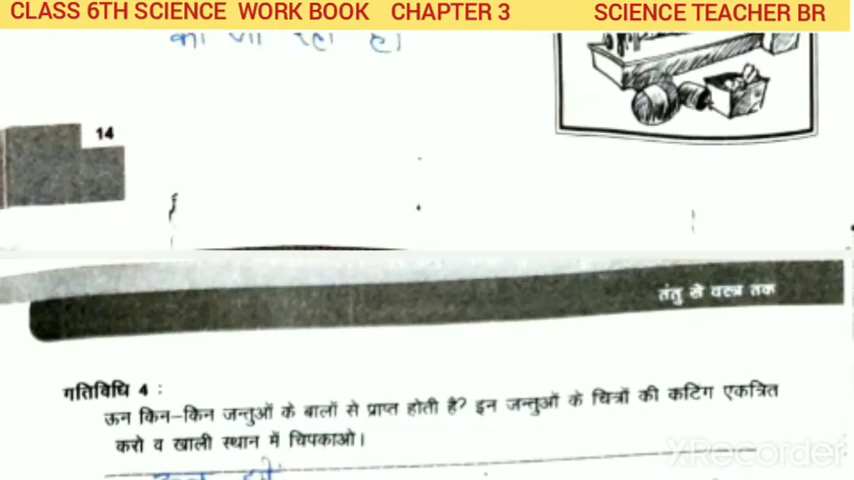 CLASS 6TH SCIENCE WORK BOOK CHAPTER 3 SCIENCE TEACHER BR
14
तंतु से वस्त्र तक
गतिविधि 4 :
ऊन किन-किन जन्तुओं के बालों से प्राप्त होती है? इन जन्तुओं के चित्रों की कटिंग एकत्रित
करो व खाली स्थान में चिपकाओ।
XRecorder